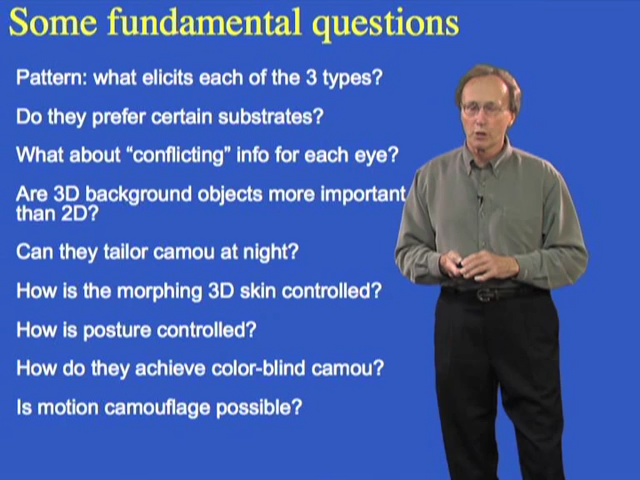 Some fundamental questions
Pattern: what elicits each of the 3 types?
Do they prefer certain substrates?
What about “conflicting” info for each eye?
Are 3D background objects more important
than 2D?
Can they tailor camou at night?
How is the morphing 3D skin controlled?
How is posture controlled?
How do they achieve color-blind camou?
Is motion camouflage possible?